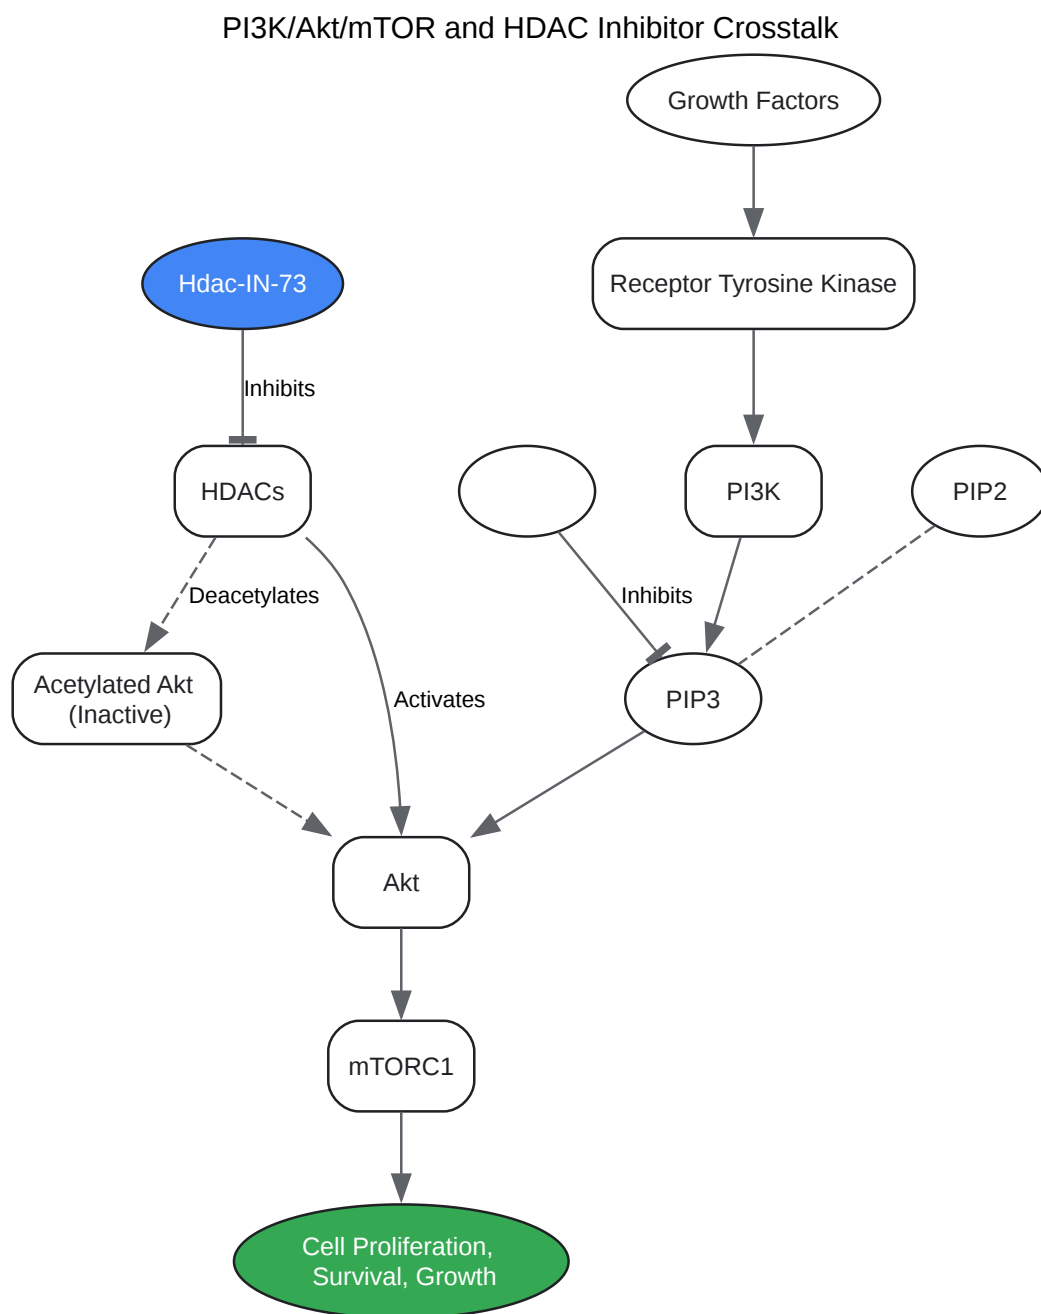 PI3K/Akt/mTOR and HDAC Inhibitor Crosstalk
Growth Factors
Hdac-IN-73
Receptor Tyrosine Kinase
Inhibits
HDACs
PI3K
PIP2
Deacetylates
Inhibits
Acetylated Akt
(Inactive)
Activates
PIP3
Akt
mTORC1
Cell Proliferation,
Survival, Growth